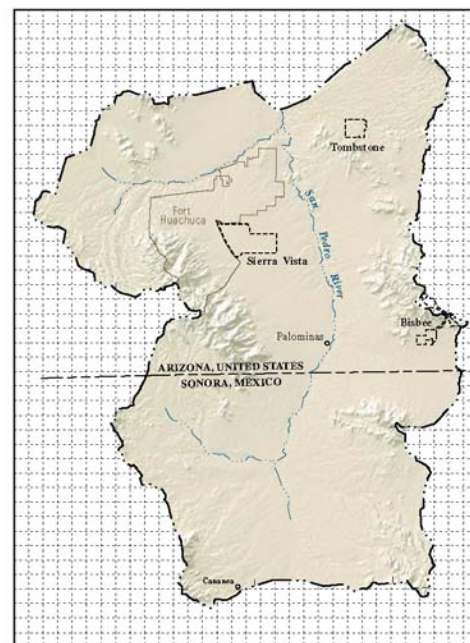 Tombstone
Fort
Huachuca
San Pedro River
Sierra Vista
Bisbee
Palominas
ARIZONA, UNITED STATES
SONORA, MEXICO
Cananea